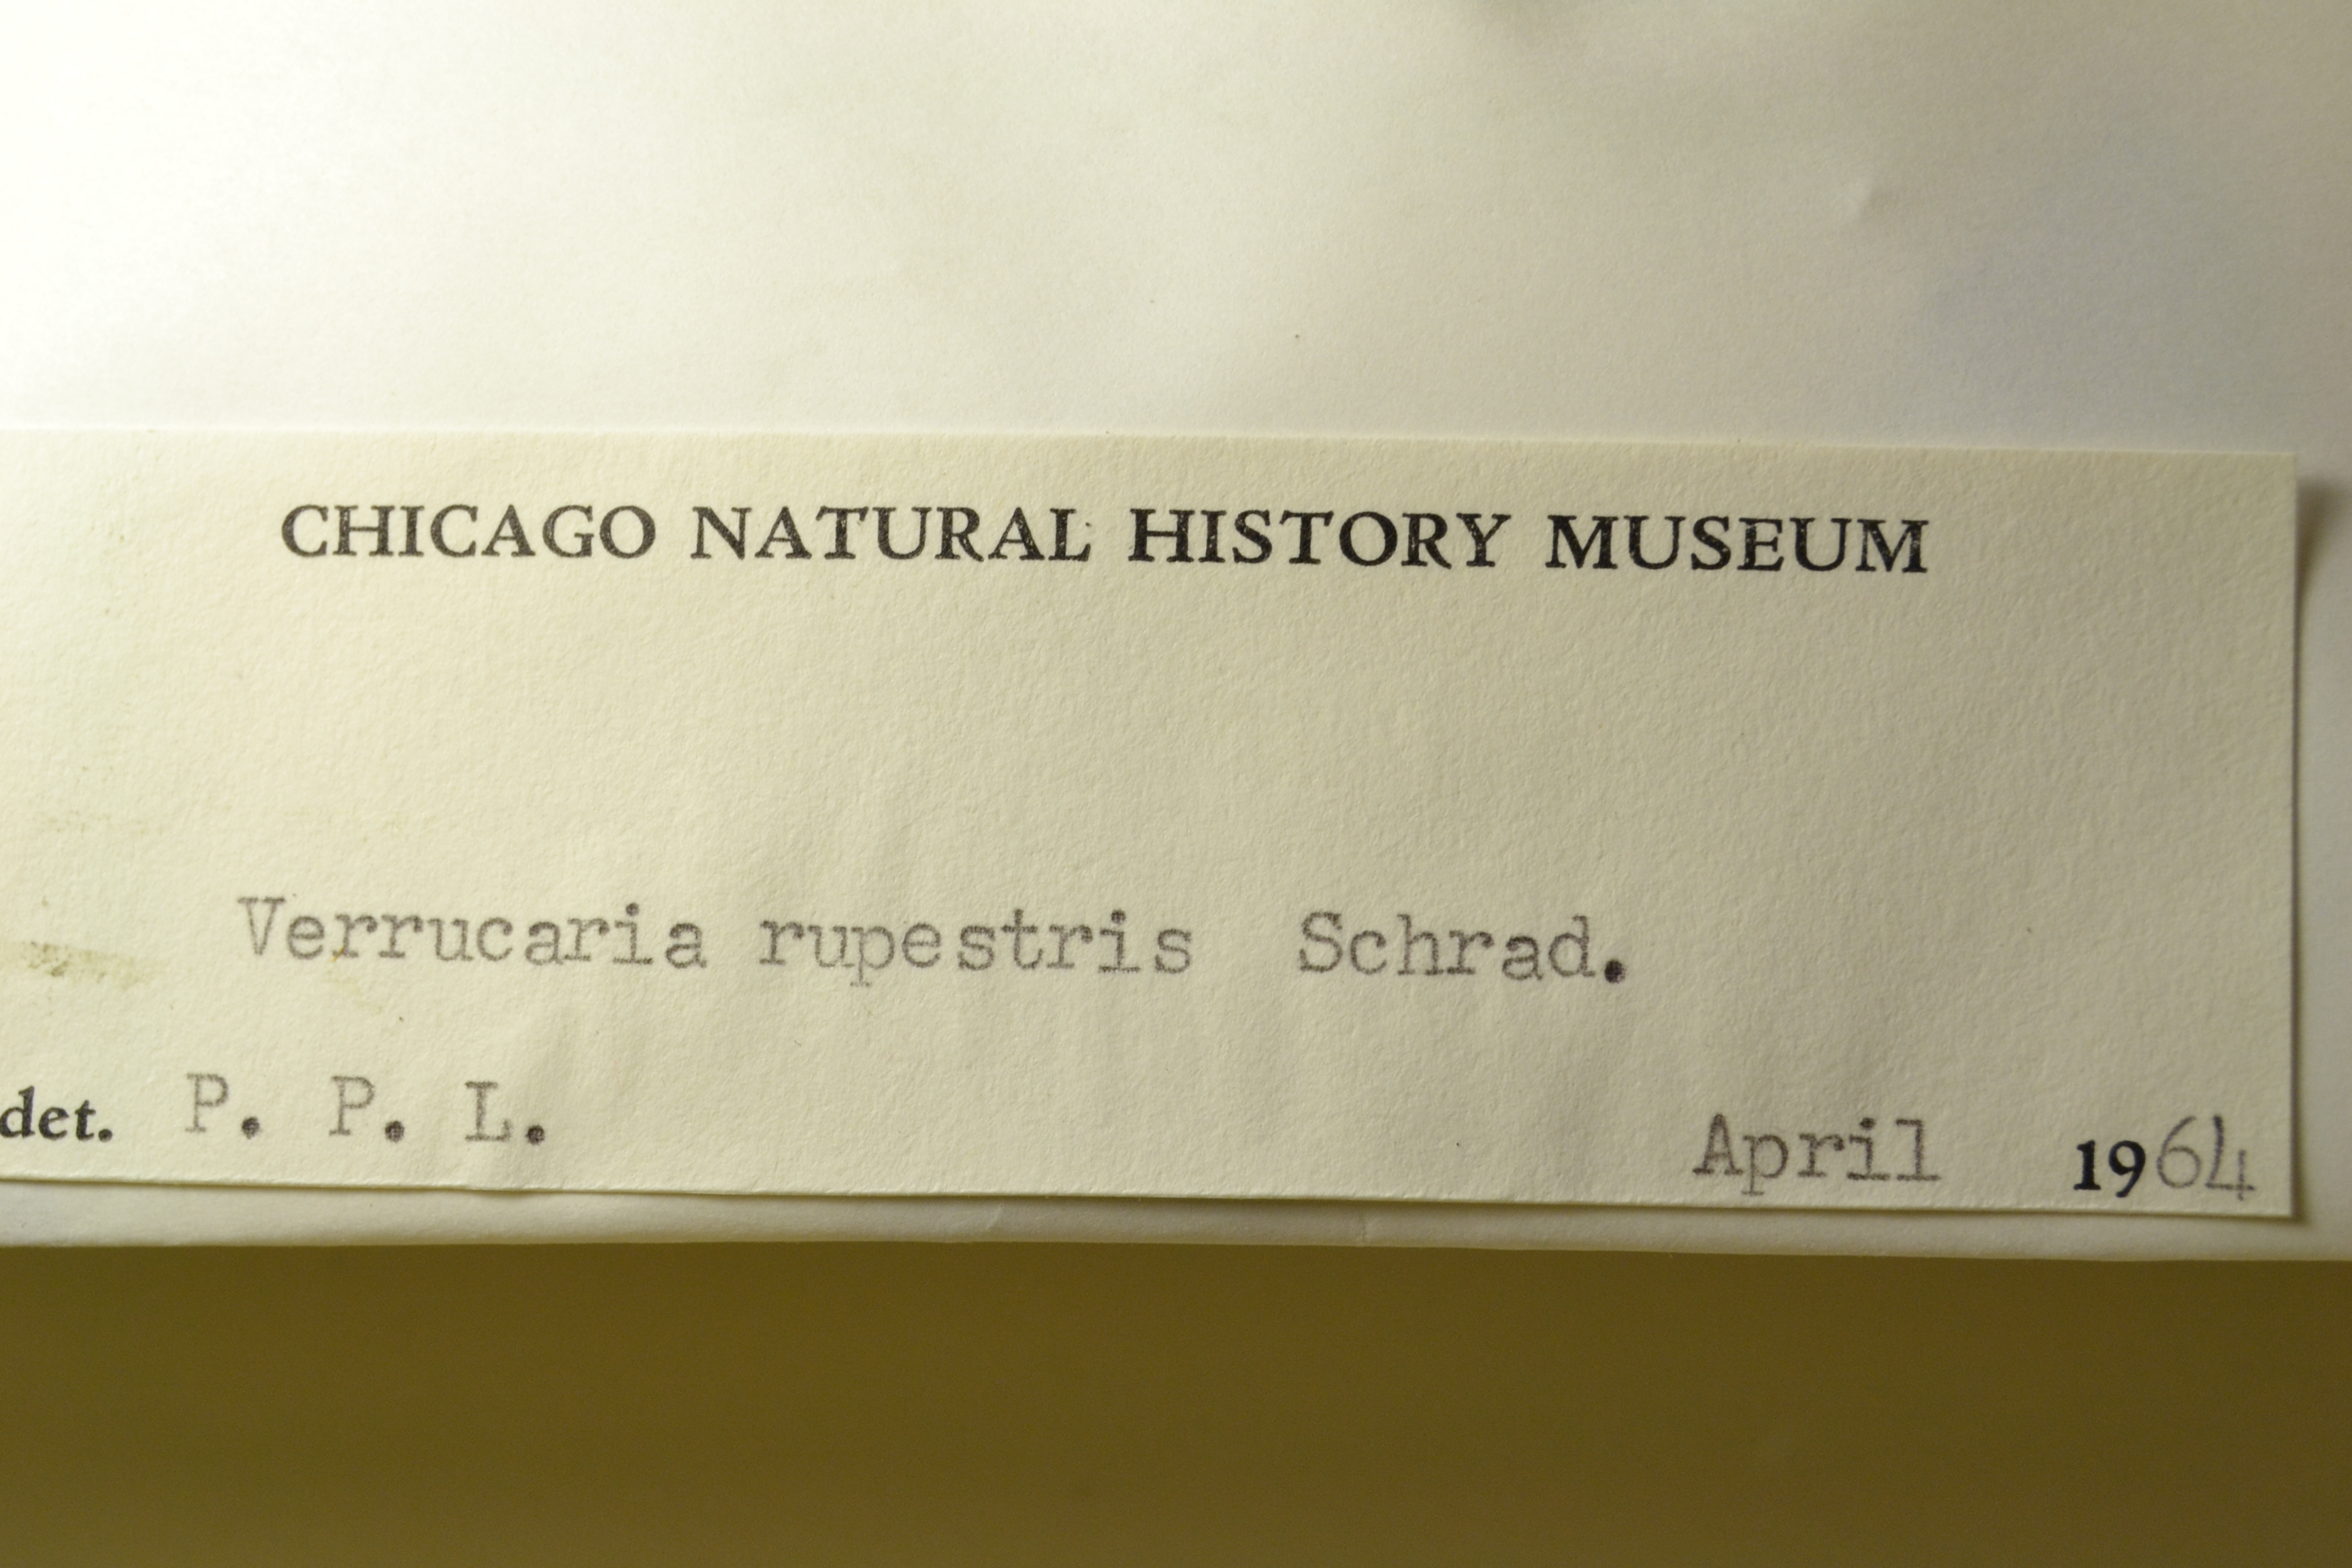 CHICAGO NATURAL HISTORY MUSEUM
Verrucaria rupestris Schrad.
det. P. P. L. April 1964